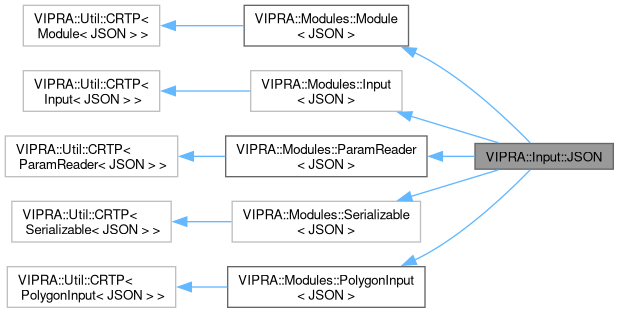 VIPRA::Util::CRTP<
Module< JSON > >
VIPRA::Modules::Module
< JSON >
VIPRA::Util::CRTP<
Input< JSON > >
VIPRA::Modules::Input
< JSON >
VIPRA::Util::CRTP<
ParamReader< JSON > >
VIPRA::Modules::ParamReader
< JSON >
VIPRA::Input::JSON
VIPRA::Util::CRTP<
Serializable< JSON > >
VIPRA::Modules::Serializable
< JSON >
VIPRA::Util::CRTP<
PolygonInput< JSON > >
VIPRA::Modules::PolygonInput
< JSON >